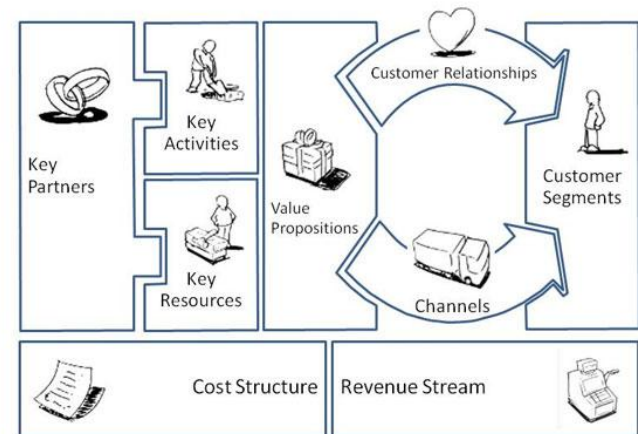 Key
Partners
Key
Activities
Key
Resources
Value
Propositions
Customer Relationships
Channels
Customer
Segments
Cost Structure
Revenue Stream